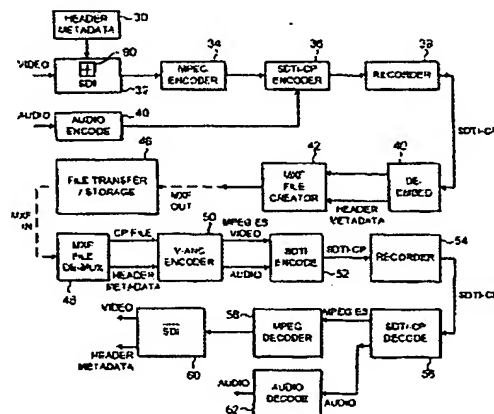 HEADER
METADATA
30
80
VIDEO
SDI
32
MPEG
ENCODER
34
SDTI-CP
ENCODER
36
RECORDER
38
AUDIO
AUDIO
ENCODE
40
SDTI-CP
46
FILE TRANSFER
/ STORAGE
MXF
OUT
42
MXF
FILE
CREATOR
HEADER
METADATA
40
DE-
EMBED
MXF
IN
MXF
FILE
DE-MUX
48
CP FILE
HEADER
METADATA
50
ENCODER
MPEG ES
VIDEO
AUDIO
SDTI
ENCODE
52
SDTI-CP
54
RECORDER
SDTI-CP
VIDEO
HEADER
METADATA
SDI
60
58
MPEG
DECODER
MPEG ES
SDTI-CP
DECODE
56
AUDIO
62
AUDIO
DECODE
AUDIO